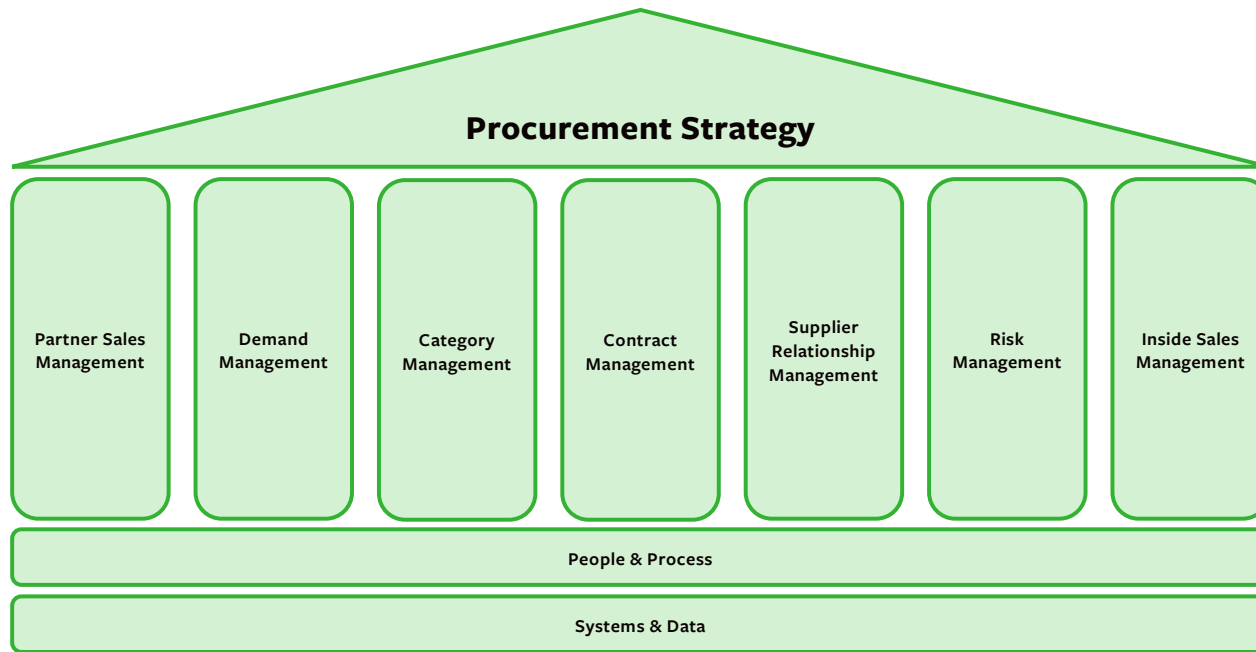 Procurement Strategy
Partner Sales
Management
Demand
Management
Category
Management
Contract
Management
Supplier
Relationship
Management
Risk
Management
Inside Sales
Management
People & Process
Systems & Data